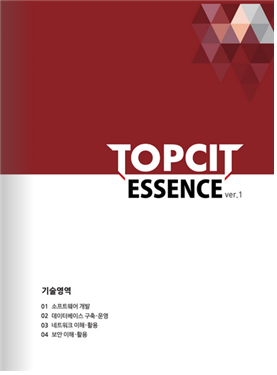 TOPCIT
ESSENCE ver.1
기술영역
01 소프트웨어 개발
02 데이터베이스 구축·운영
03 네트워크 이해·활용
04 보안 이해·활용